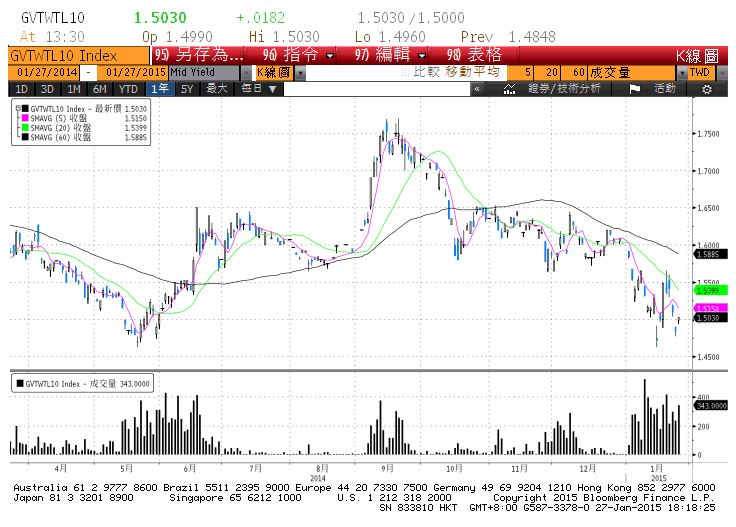 GVTWTL10 1.5030 +.0182 1.5030 /1.5000
At 13:30 Op 1.4990 Hi 1.5030 Lo 1.4960 Prev 1.4848
GVTWTL10 Index 95) 另存為... 96) 指令 97) 編輯 98) 表格 K線圖
01/27/2014 - 01/27/2015 Mid Yield K線圖 比較 移動平均 5 20 60 成交量 TWD
1D 3D 1M 6M YTD 1年 5Y 最大 每日 ▼ « 證券/技術分析 活動
GVTWTL10 Index - 最新價 1.5030
SMAVG (5) 收盤 1.5150
SMAVG (20) 收盤 1.5399
SMAVG (60) 收盤 1.5885
1.7500
1.7000
1.6500
1.6000
1.5885
1.5500
1.5399
1.5150
1.5030
1.4500
GVTWTL10 Index - 成交量 343.0000
400
343.0000
200
0
4月 5月 6月 7月 8月 9月 10月 11月 12月 1月
2014 2015
Australia 61 2 9777 8600 Brazil 5511 2395 9000 Europe 44 20 7330 7500 Germany 49 69 9204 1210 Hong Kong 852 2977 6000
Japan 81 3 3201 8900 Singapore 65 6212 1000 U.S. 1 212 318 2000 Copyright 2015 Bloomberg Finance L.P.
SN 833810 HKT GMT+8:00 G587-3378-0 27-Jan-2015 18:18:25